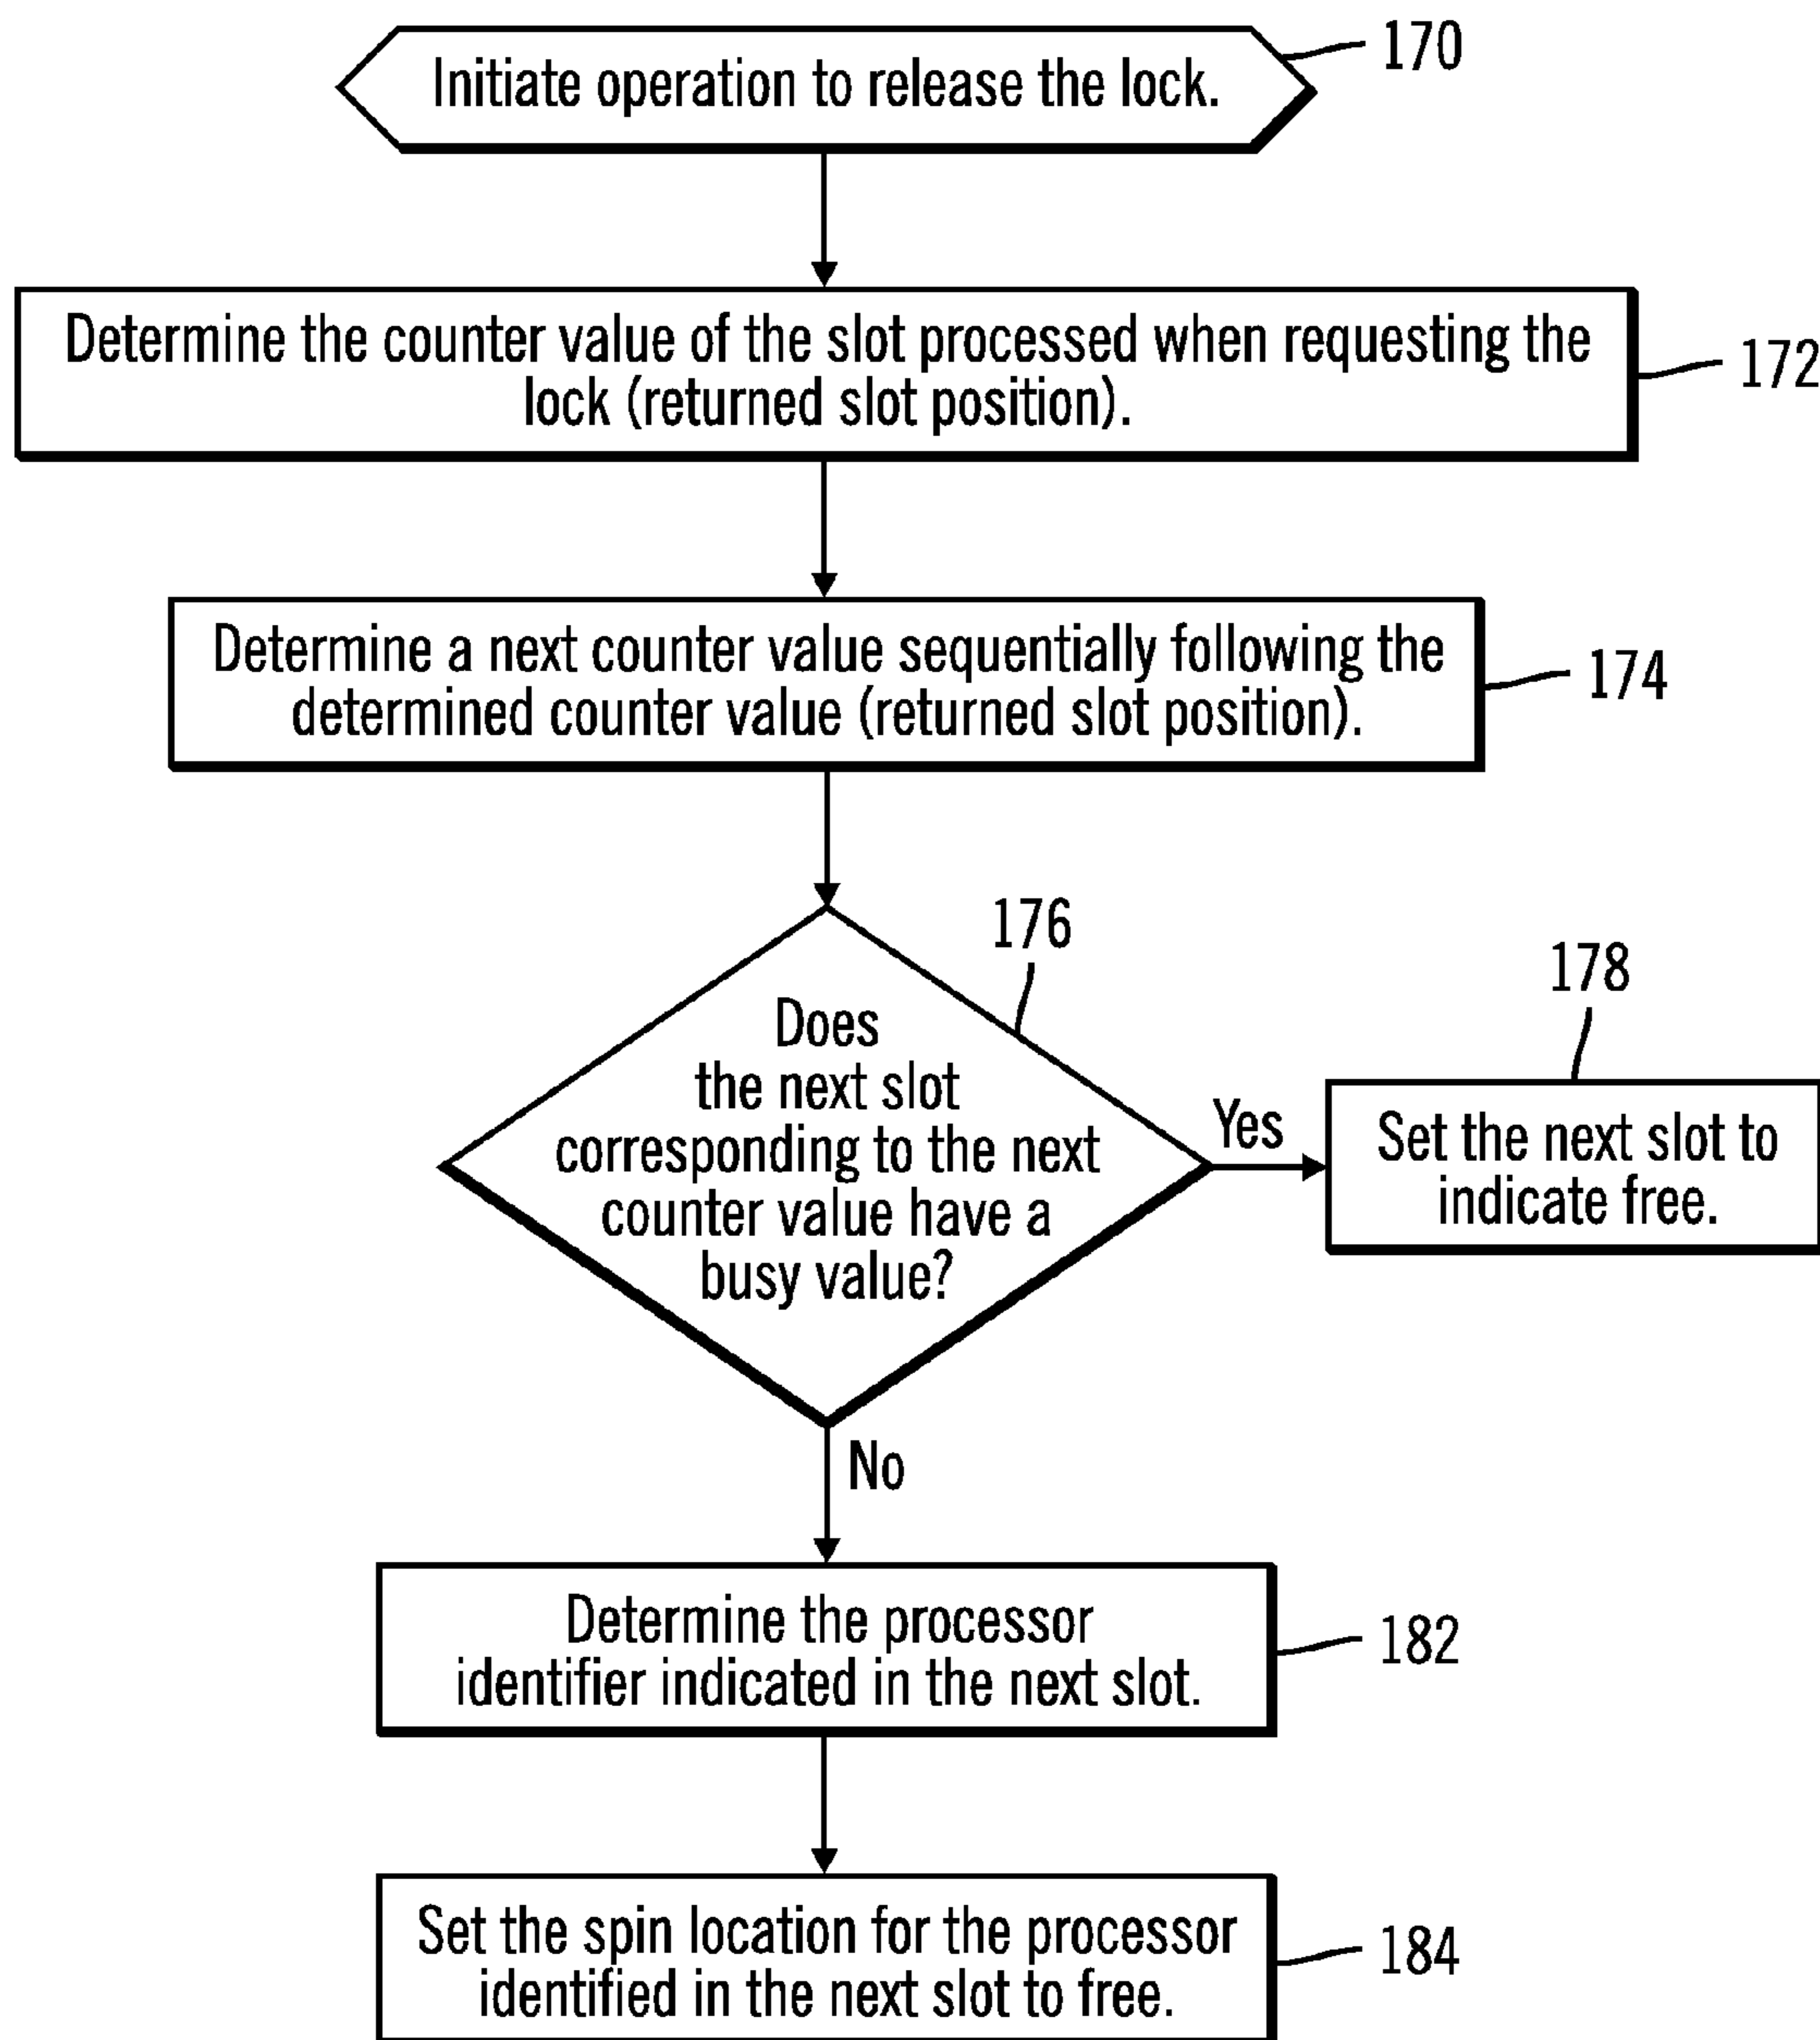 Initiate operation to release the lock.
170
Determine the counter value of the slot processed when requesting the
lock (returned slot position).
172
Determine a next counter value sequentially following the
determined counter value (returned slot position).
174
176
Does
the next slot
corresponding to the next
counter value have a
busy value?
Yes
178
Set the next slot to
indicate free.
No
Determine the processor
identifier indicated in the next slot.
182
Set the spin location for the processor
identified in the next slot to free.
184